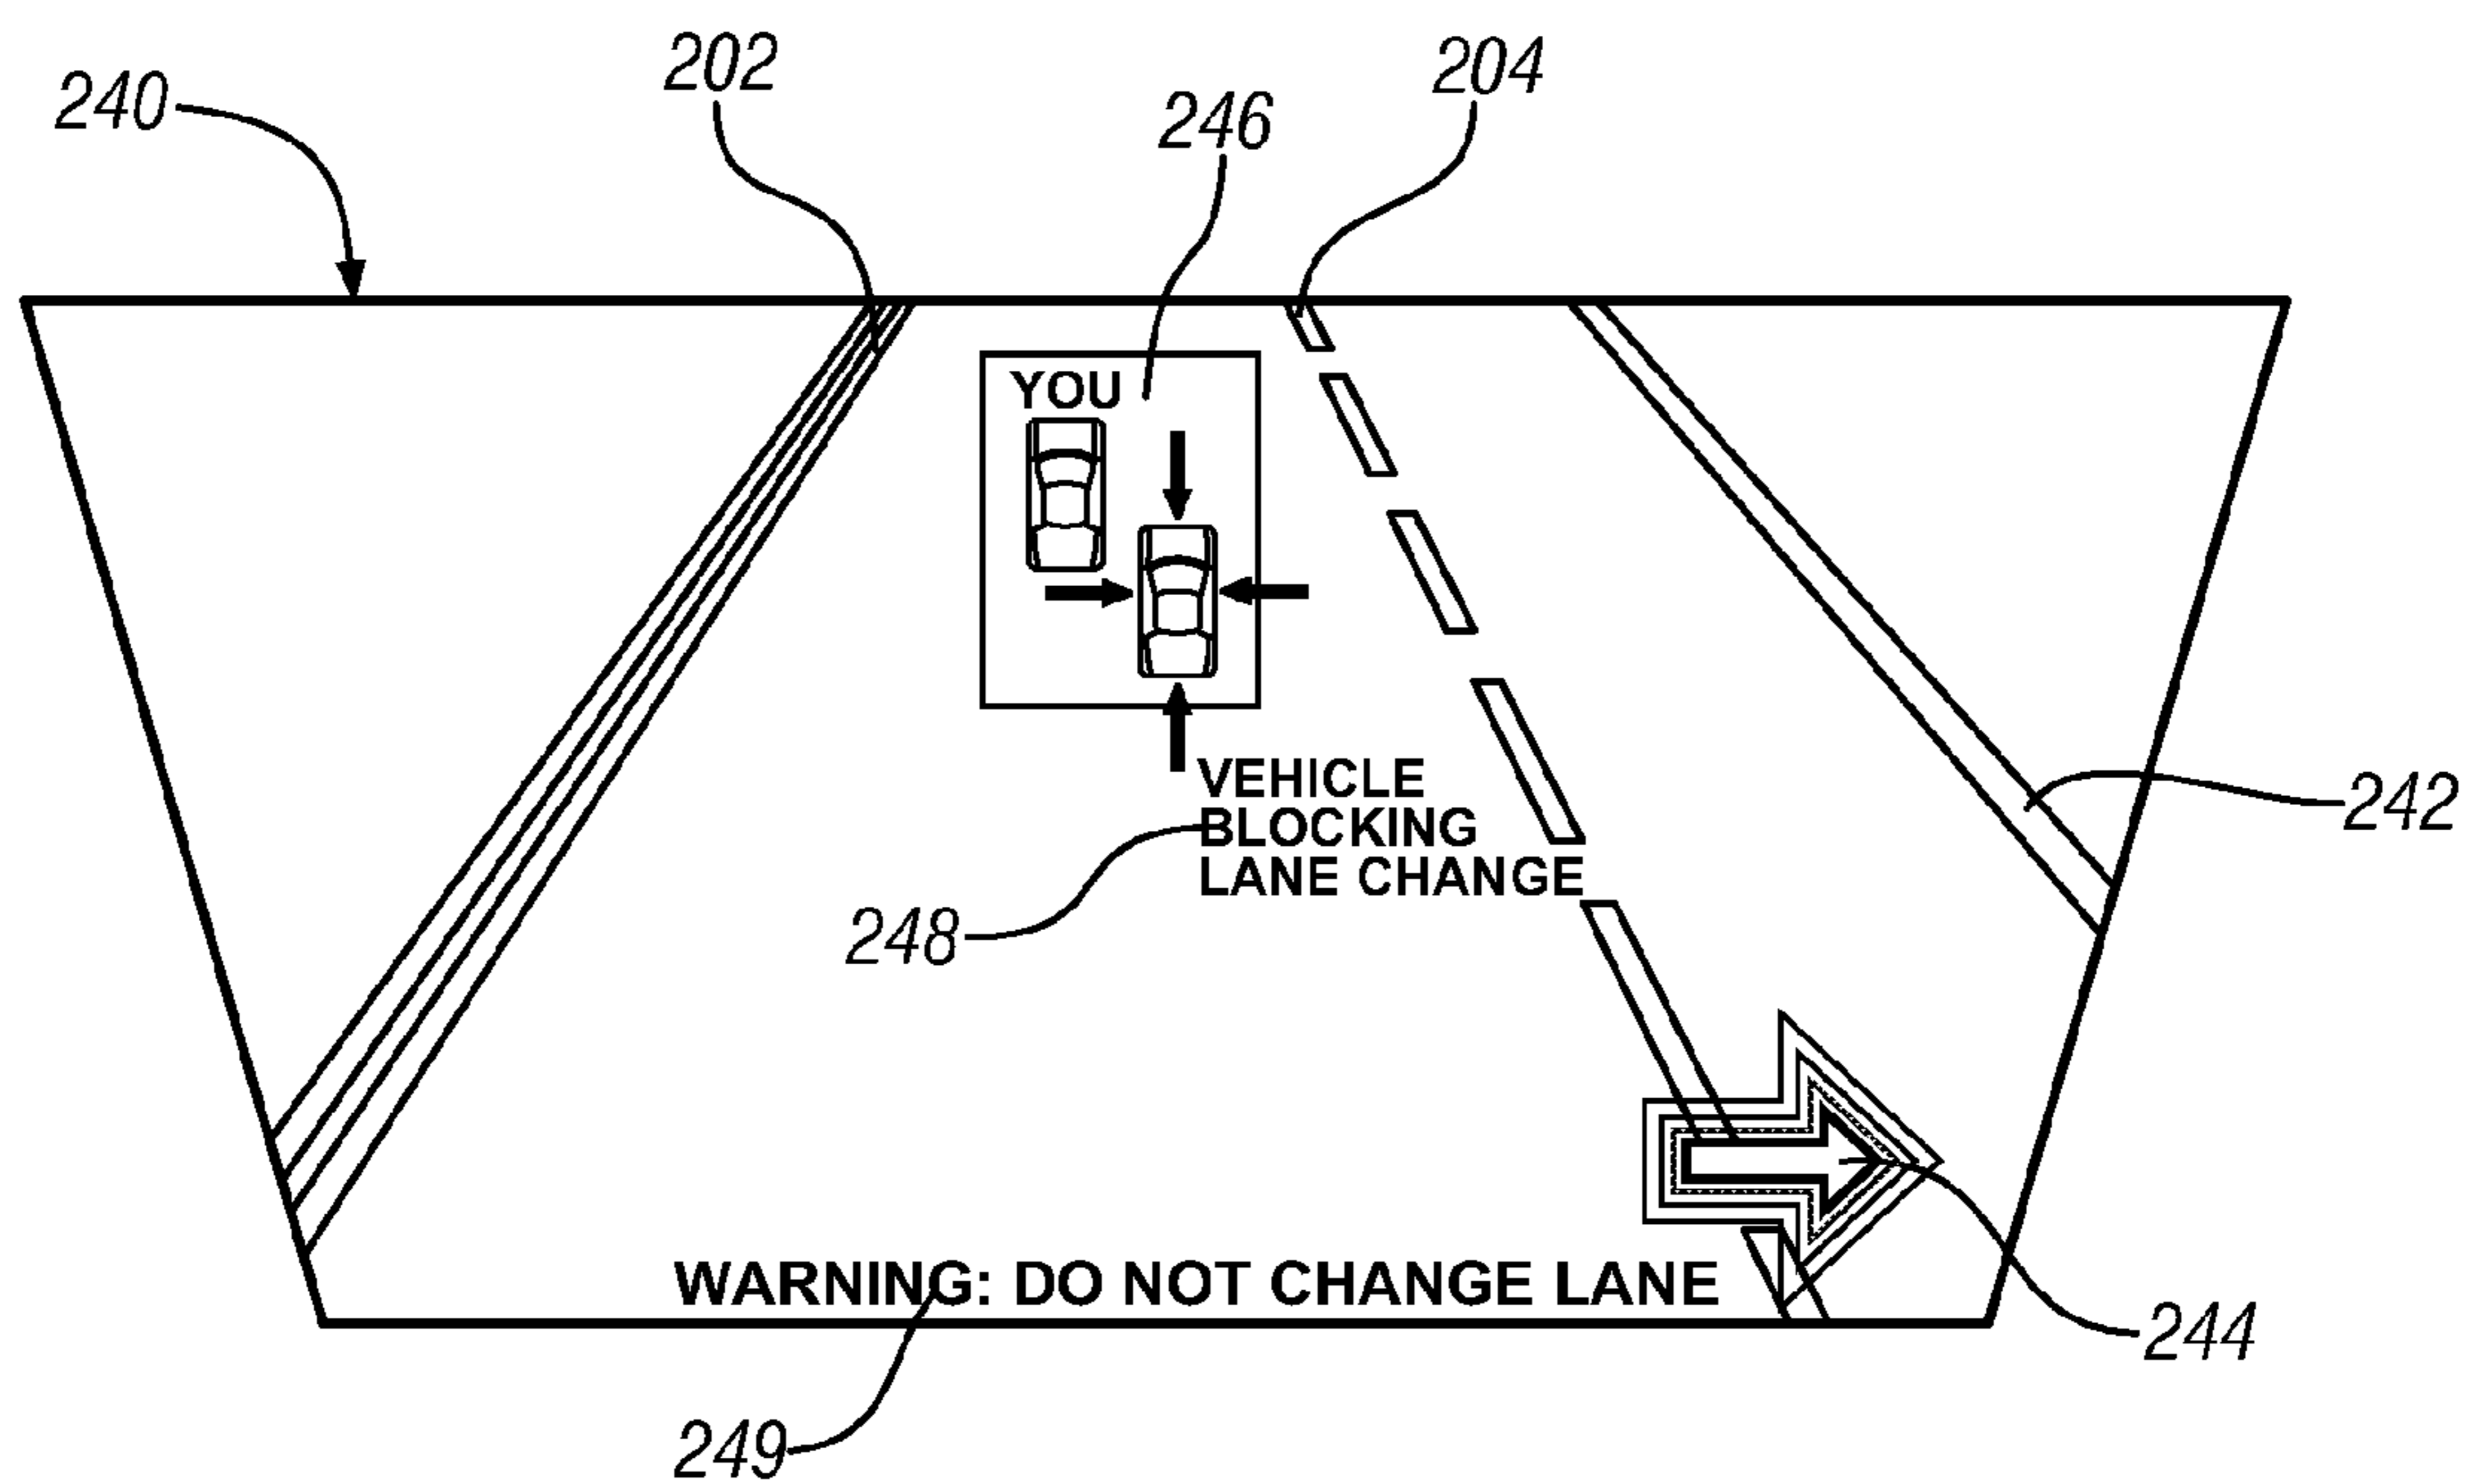 202
204
240
246
YOU
VEHICLE
BLOCKING
LANE CHANGE
242
248
WARNING: DO NOT CHANGE LANE
244
249